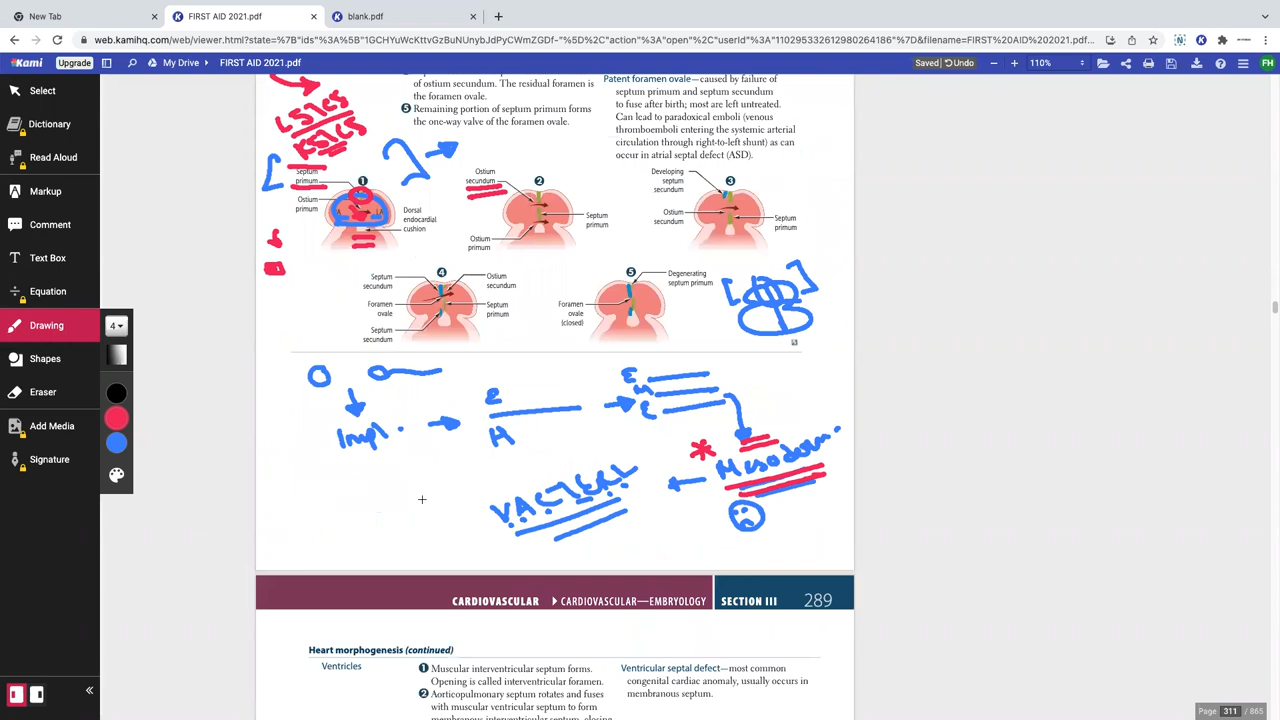 New Tab
FIRST AID 2021.pdf
blank.pdf
web.kamihq.com/web/viewer.html?state=%7B"ids"%3A%5B"1GCHYuWcKttvGzBuNUnybJdPyCWmZGDf-"%5D%2C"action"%3A"open"%2C"userId"%3A"110295332612980264186"%7D&filename=FIRST%20AID%202021.pdf...
Kami
Upgrade
My Drive
FIRST AID 2021.pdf
Saved
Undo
110%
FH
Select
Dictionary
Read Aloud
Markup
Comment
Text Box
Equation
Drawing
Shapes
Eraser
Add Media
Signature
4
of ostium secundum. The residual foramen is
the foramen ovale.
5 Remaining portion of septum primum forms
the one-way valve of the foramen ovale.
Patent foramen ovale—caused by failure of
septum primum and septum secundum
to fuse after birth; most are left untreated.
Can lead to paradoxical emboli (venous
thromboemboli entering the systemic arterial
circulation through right-to-left shunt) as can
occur in atrial septal defect (ASD).
Septum
primum
1
Ostium
primum
Dorsal
endocardial
cushion
Ostium
secundum
2
Septum
primum
Ostium
primum
Developing
septum
secundum
3
Ostium
secundum
Septum
primum
4
Septum
secundum
Ostium
secundum
Foramen
ovale
Septum
primum
Septum
secundum
5
Degenerating
septum primum
Foramen
ovale
(closed)
Impl.
E
H
E
M
E
Mesoderm.
VACTERL
CARDIOVASCULAR
CARDIOVASCULAR—EMBRYOLOGY
SECTION III
289
Heart morphogenesis (continued)
Ventricles
1 Muscular interventricular septum forms.
Opening is called interventricular foramen.
2 Aorticopulmonary septum rotates and fuses
with muscular ventricular septum to form
membranous interventricular septum, closing
Ventricular septal defect—most common
congenital cardiac anomaly, usually occurs in
membranous septum.
Page 311 / 865